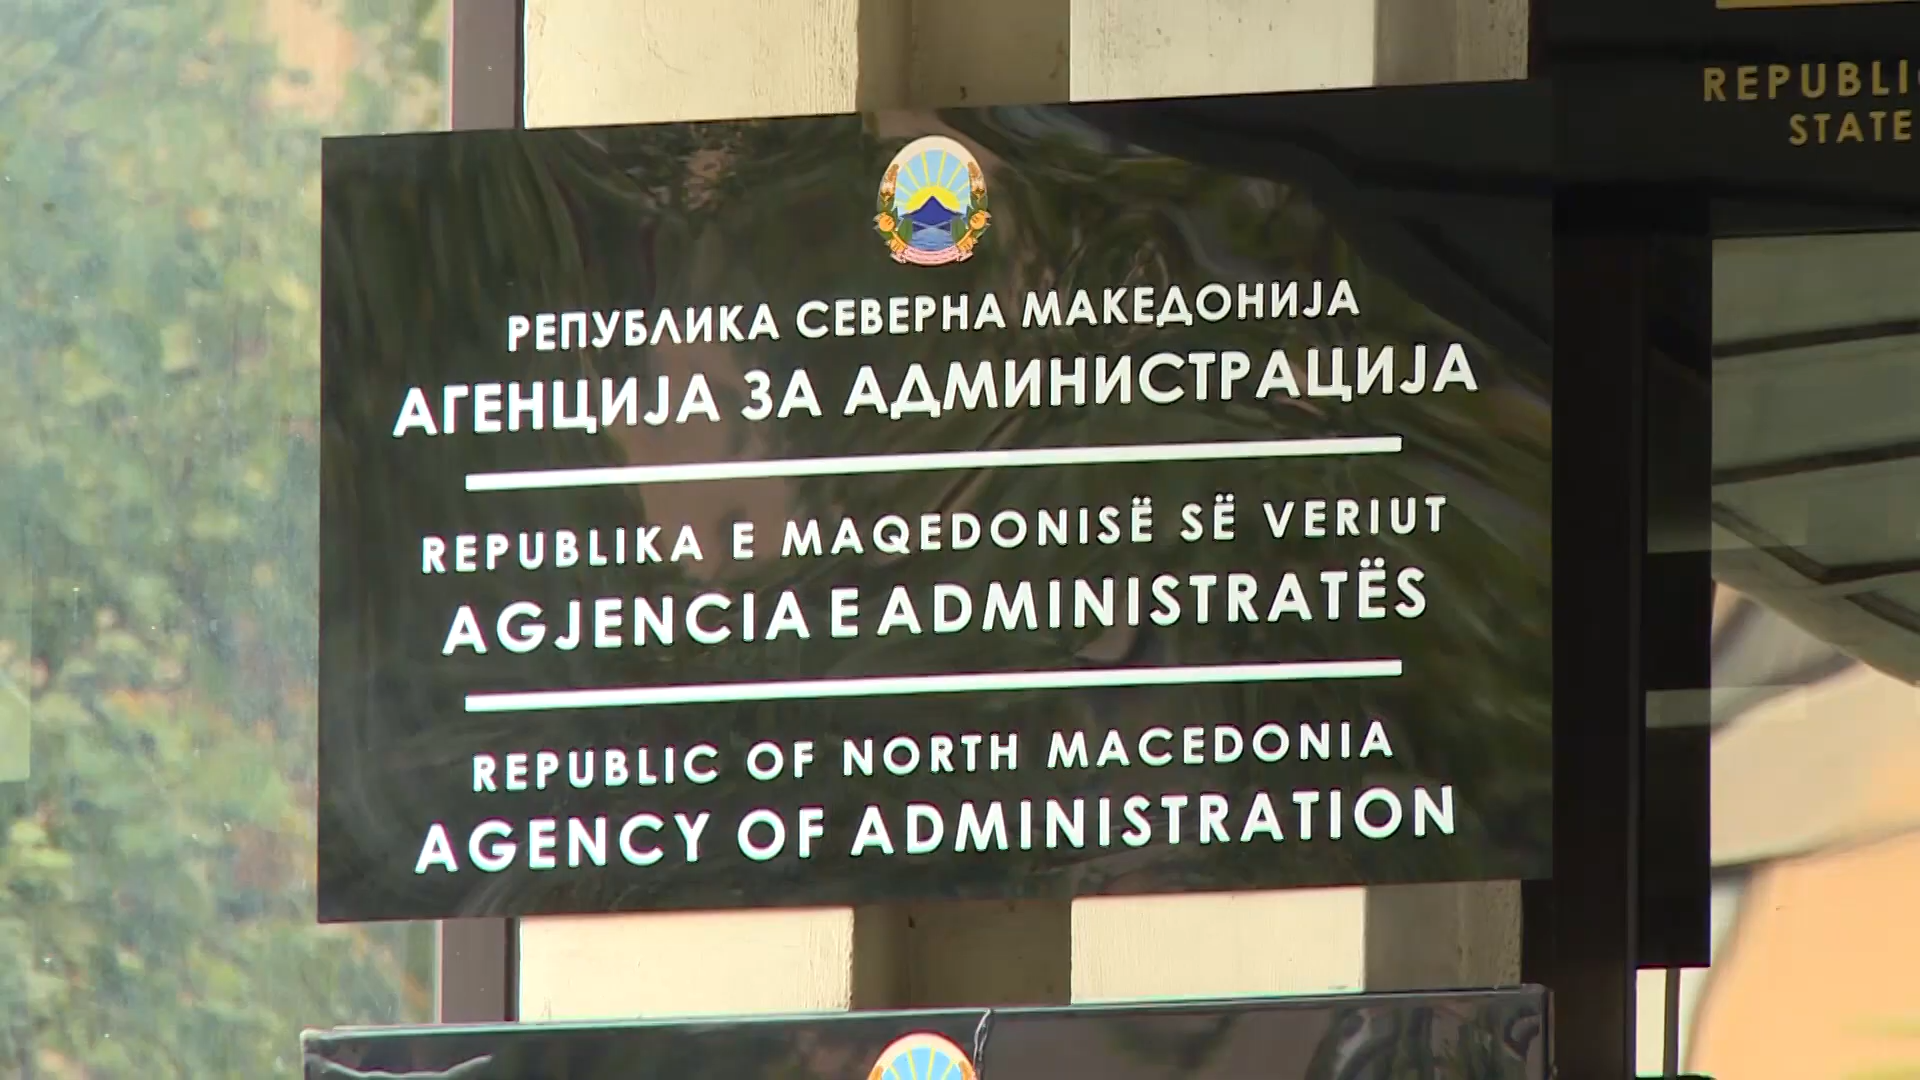 РЕПУБЛИКА СЕВЕРНА МАКЕДОНИЈА
АГЕНЦИЈА ЗА АДМИНИСТРАЦИЈА
REPUBLIKA E MAQEDONISË SË VERIUT
AGJENCIA E ADMINISTRATËS
REPUBLIC OF NORTH MACEDONIA
AGENCY OF ADMINISTRATION
STATE